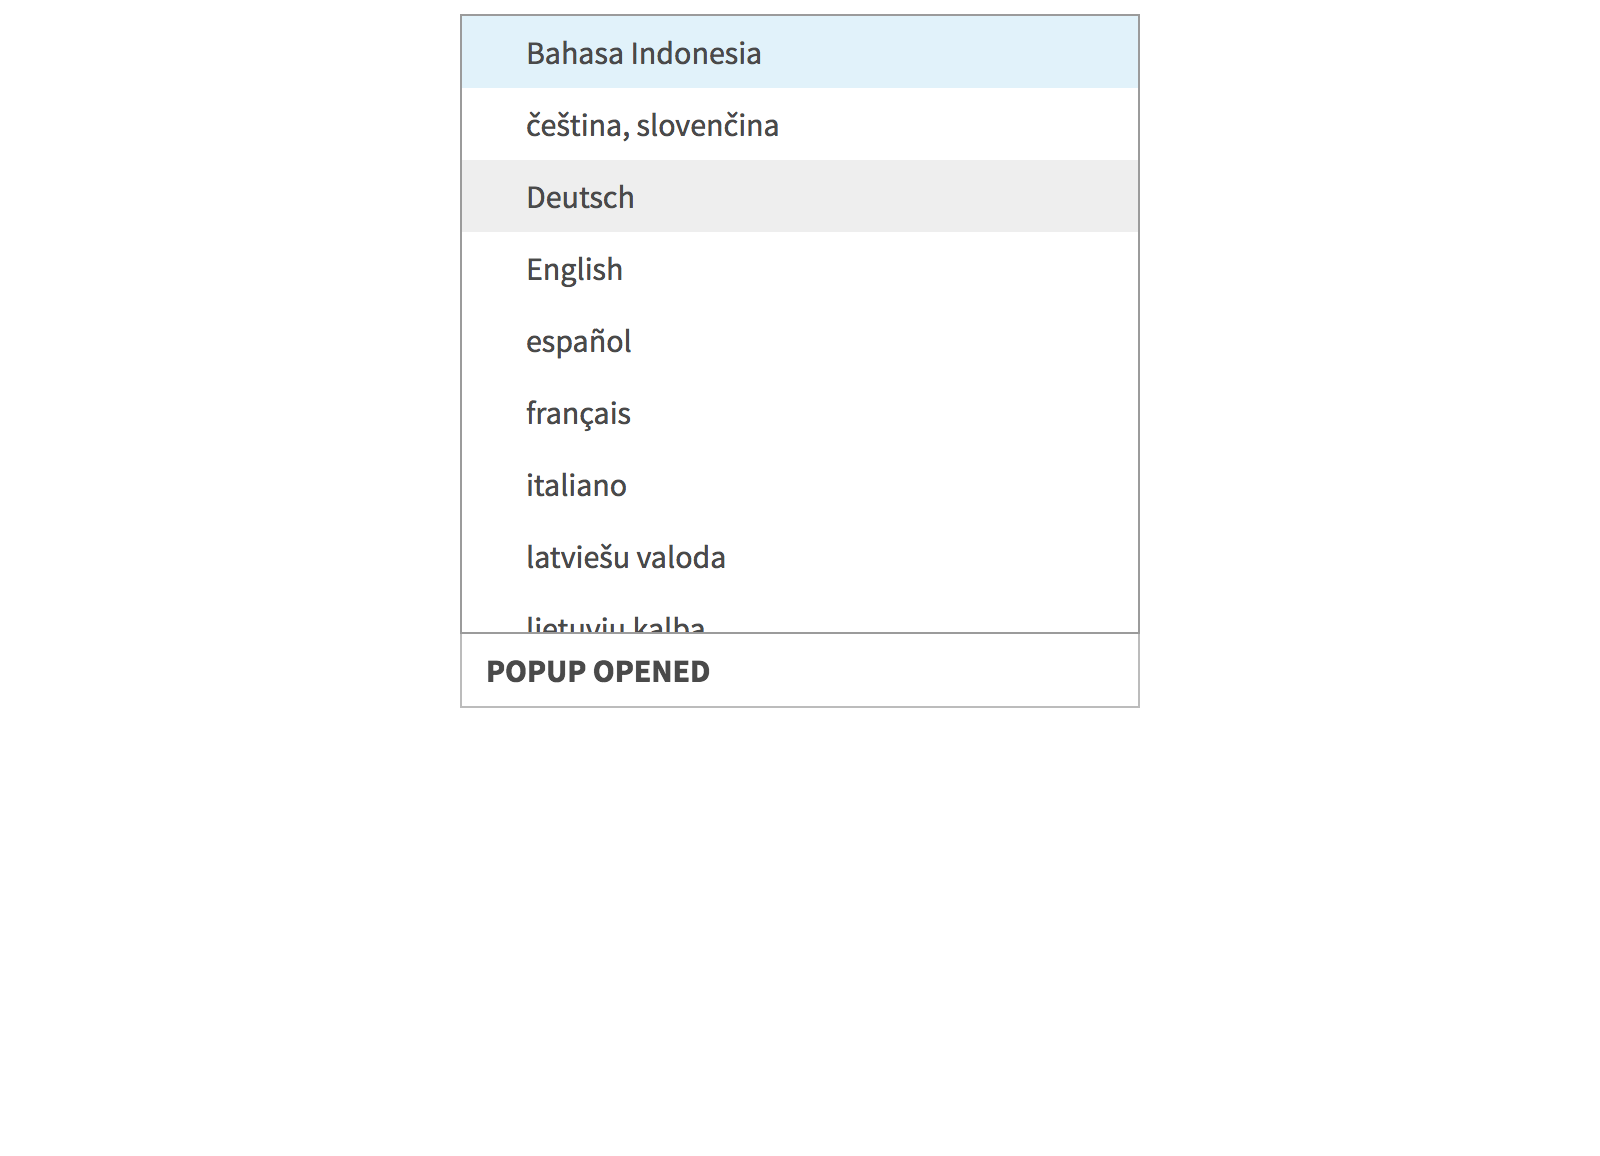 Bahasa Indonesia
čeština, slovenčina
Deutsch
English
español
français
italiano
latviešu valoda
lietuvių kalba
POPUP OPENED